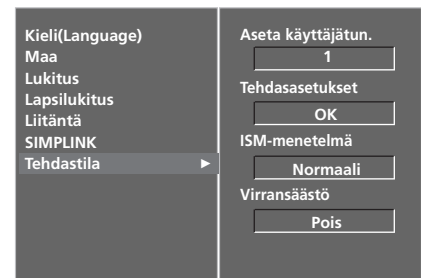 Kieli(Language)
Maa
Lukitus
Lapsilukitus
Liitäntä
SIMPLINK
Tehdastila ►
Aseta käyttäjätun.
1
Tehdasasetukset
OK
ISM-menetelmä
Normaali
Virransäästö
Pois